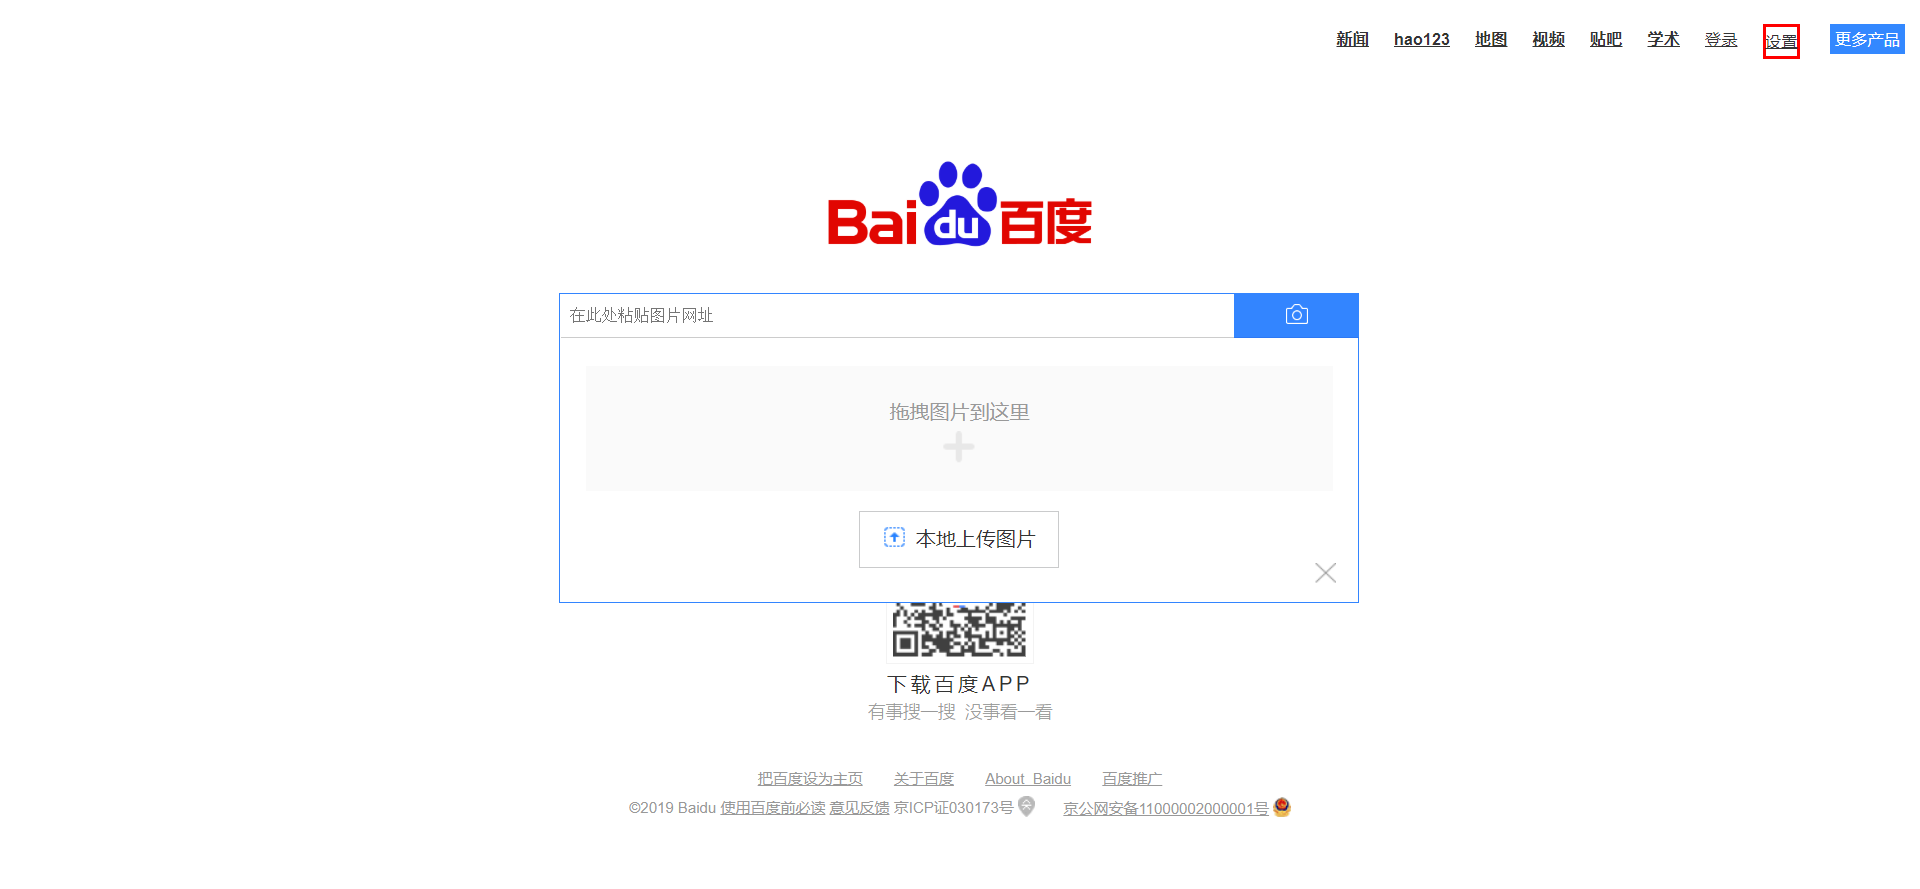 新闻 hao123 地图 视频 贴吧 学术 登录 设置 更多产品
Bai du 百度
在此处粘贴图片网址
拖拽图片到这里
本地上传图片
下载百度APP
有事搜一搜 没事看一看
把百度设为主页 关于百度 About Baidu 百度推广
©2019 Baidu 使用百度前必读 意见反馈 京ICP证030173号 京公网安备11000002000001号